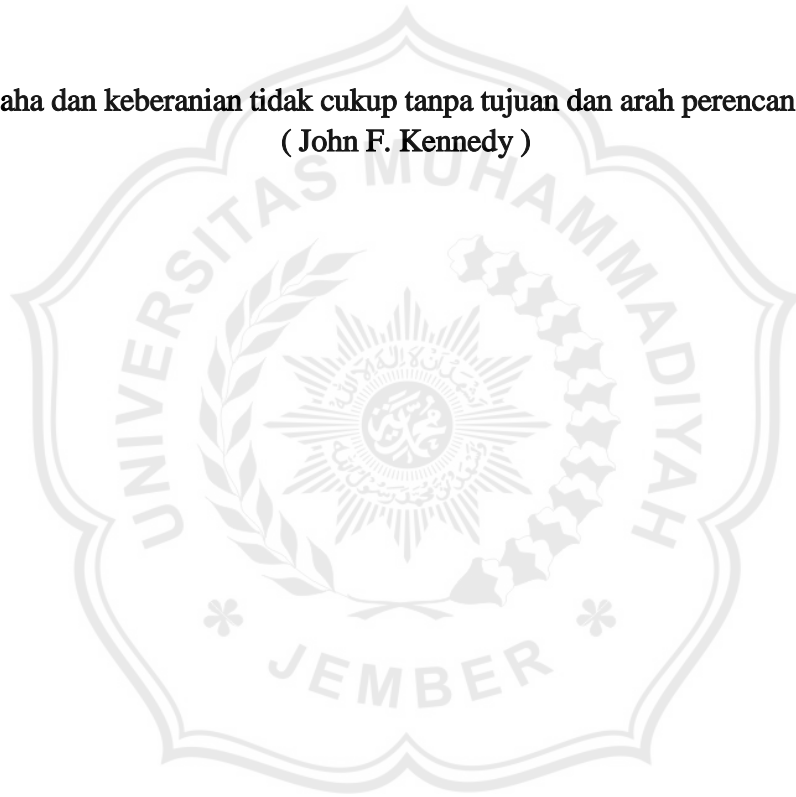 aha dan keberanian tidak cukup tanpa tujuan dan arah perencan
( John F. Kennedy )
UNIVERSITAS MUHAMMADIYAH
JEMBER